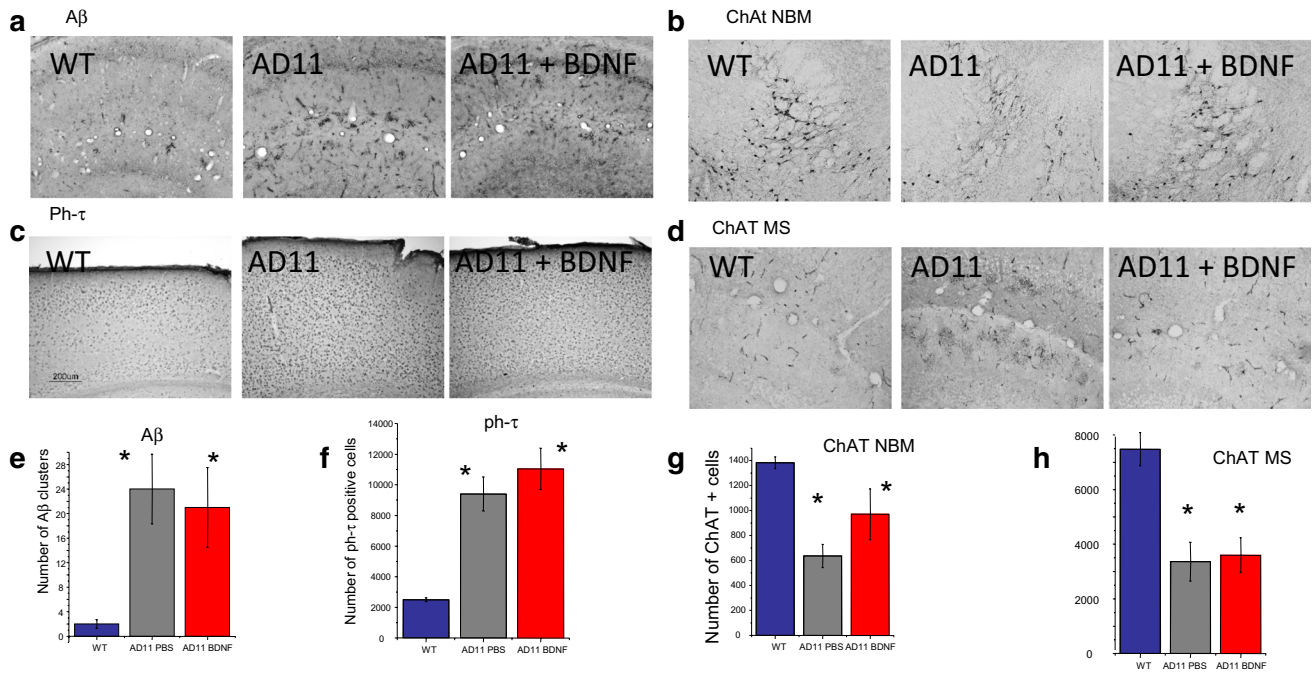 a Aβ
WT AD11 AD11 + BDNF
b ChAt NBM
WT AD11 AD11 + BDNF
c Ph-τ
WT AD11 AD11 + BDNF
200um
d ChAT MS
WT AD11 AD11 + BDNF
e Aβ
Number of Aβ clusters
28
24
20
16
12
8
4
0
WT AD11 PBS AD11 BDNF
* *
f ph-τ
Number of ph-τ positive cells
14000
12000
10000
8000
6000
4000
2000
0
WT AD11 PBS AD11 BDNF
* *
g ChAT NBM
Number of ChAT + cells
1400
1200
1000
800
600
400
200
0
WT AD11 PBS AD11 BDNF
* *
h ChAT MS
8000
6000
4000
2000
0
WT AD11 PBS AD11 BDNF
* *